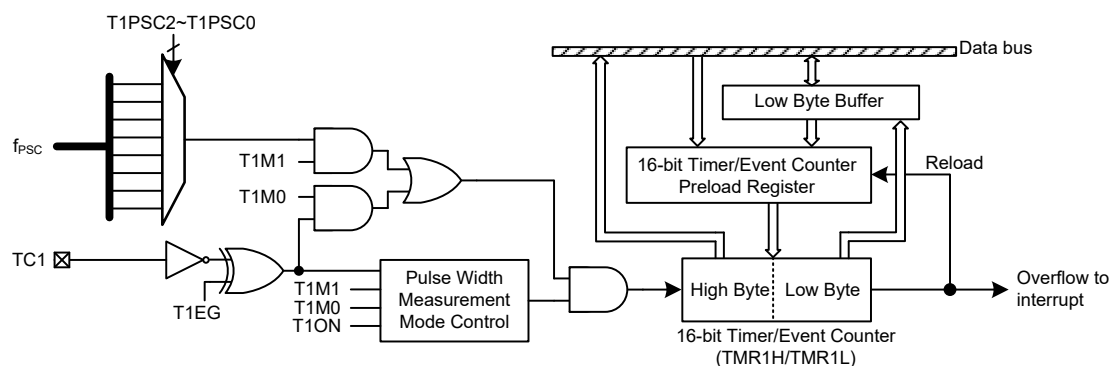 T1PSC2~T1PSC0
Data bus
Low Byte Buffer
fPSC
T1M1
16-bit Timer/Event Counter
Preload Register
Reload
T1M0
TC1
T1EG
T1M1
T1M0
T1ON
Pulse Width
Measurement
Mode Control
High Byte
Low Byte
Overflow to
interrupt
16-bit Timer/Event Counter
(TMR1H/TMR1L)